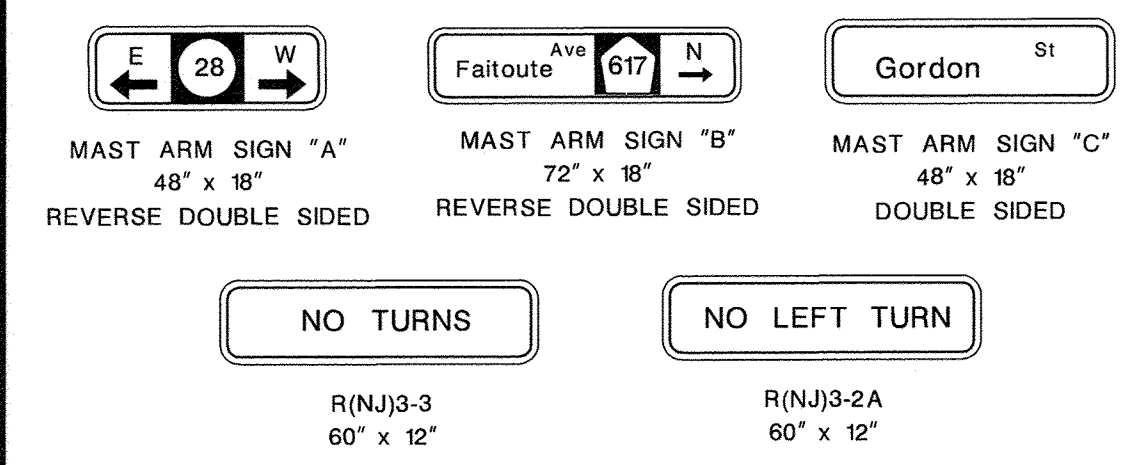 E 28 W
Faitoute Ave 617 N
Gordon St
MAST ARM SIGN "A"
48" x 18"
REVERSE DOUBLE SIDED
MAST ARM SIGN "B"
72" x 18"
REVERSE DOUBLE SIDED
MAST ARM SIGN "C"
48" x 18"
DOUBLE SIDED
NO TURNS
NO LEFT TURN
R(NJ)3-3
60" x 12"
R(NJ)3-2A
60" x 12"